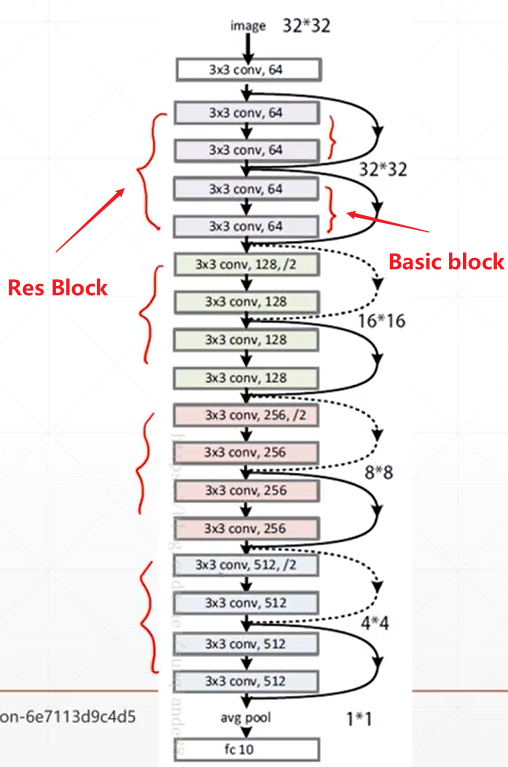 image 32*32
3x3 conv, 64
3x3 conv, 64
3x3 conv, 64
32*32
3x3 conv, 64
3x3 conv, 64
Res Block
Basic block
3x3 conv, 128, /2
3x3 conv, 128
16*16
3x3 conv, 128
3x3 conv, 128
3x3 conv, 256, /2
3x3 conv, 256
8*8
3x3 conv, 256
3x3 conv, 256
3x3 conv, 512, /2
3x3 conv, 512
4*4
3x3 conv, 512
3x3 conv, 512
on-6e7113d9c4d5
avg pool 1*1
fc 10